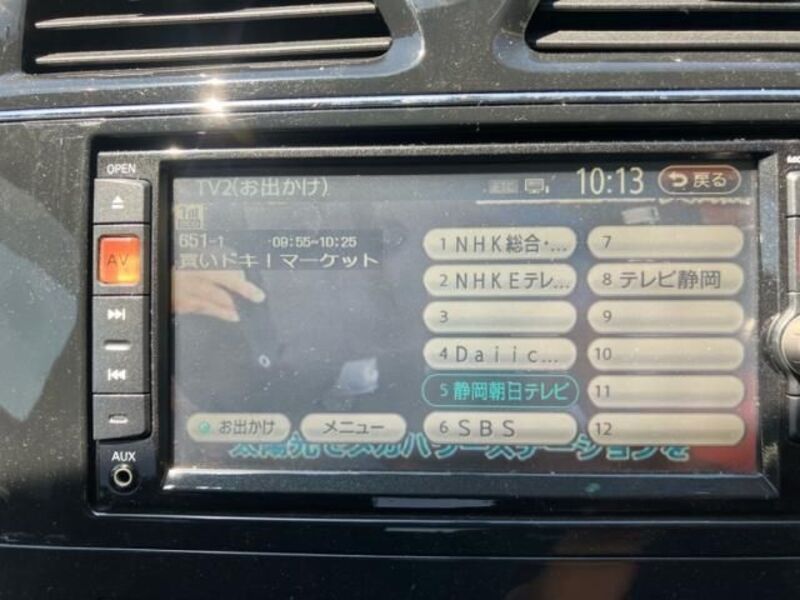 OPEN
AV
AUX
TV2(お出かけ)
10:13
戻る
651-1 09:55-10:25
買いドキ!マーケット
1 NHK総合・...
2 NHKEテレ...
3
4 Daiic...
5 静岡朝日テレビ
6 SBS
7
8 テレビ静岡
9
10
11
12
お出かけ
メニュー